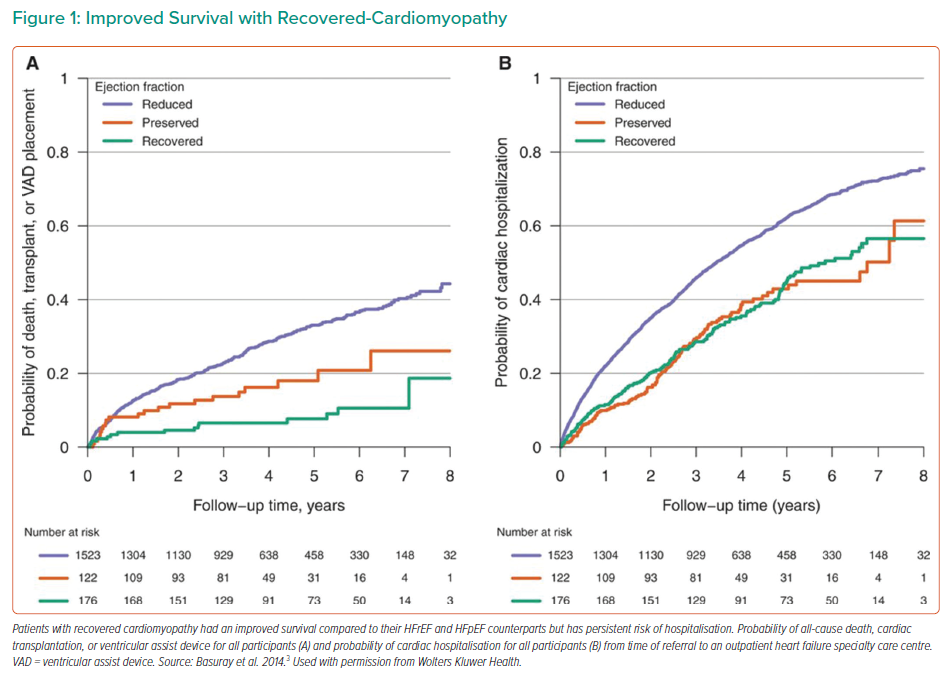 Figure 1: Improved Survival with Recovered-Cardiomyopathy
A
Probability of death, transplant, or VAD placement
1
0.8
0.6
0.4
0.2
0
Ejection fraction
Reduced
Preserved
Recovered
0 1 2 3 4 5 6 7 8
Follow-up time, years
Number at risk
1523 1304 1130 929 638 458 330 148 32
122 109 93 81 49 31 16 4 1
176 168 151 129 91 73 50 14 3
B
Probability of cardiac hospitalization
1
0.8
0.6
0.4
0.2
0
Ejection fraction
Reduced
Preserved
Recovered
0 1 2 3 4 5 6 7 8
Follow-up time (years)
Number at risk
1523 1304 1130 929 638 458 330 148 32
122 109 93 81 49 31 16 4 1
176 168 151 129 91 73 50 14 3
Patients with recovered cardiomyopathy had an improved survival compared to their HFrEF and HFpEF counterparts but has persistent risk of hospitalisation. Probability of all-cause death, cardiac
transplantation, or ventricular assist device for all participants (A) and probability of cardiac hospitalisation for all participants (B) from time of referral to an outpatient heart failure specialty care centre.
VAD = ventricular assist device. Source: Basuray et al. 2014.³ Used with permission from Wolters Kluwer Health.